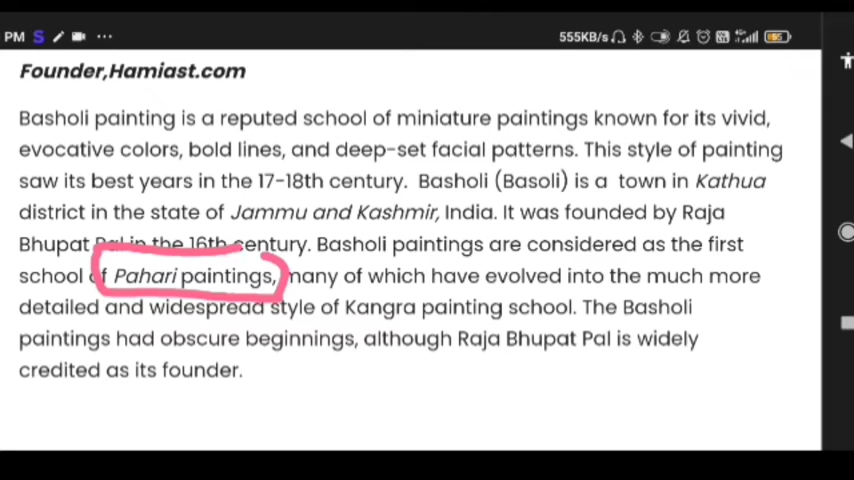 PM S ...
555KB/s 4G 55
Founder,Hamiast.com
Basholi painting is a reputed school of miniature paintings known for its vivid,
evocative colors, bold lines, and deep-set facial patterns. This style of painting
saw its best years in the 17-18th century. Basholi (Basoli) is a town in Kathua
district in the state of Jammu and Kashmir, India. It was founded by Raja
Bhupat Pal in the 16th century. Basholi paintings are considered as the first
school of Pahari paintings, many of which have evolved into the much more
detailed and widespread style of Kangra painting school. The Basholi
paintings had obscure beginnings, although Raja Bhupat Pal is widely
credited as its founder.